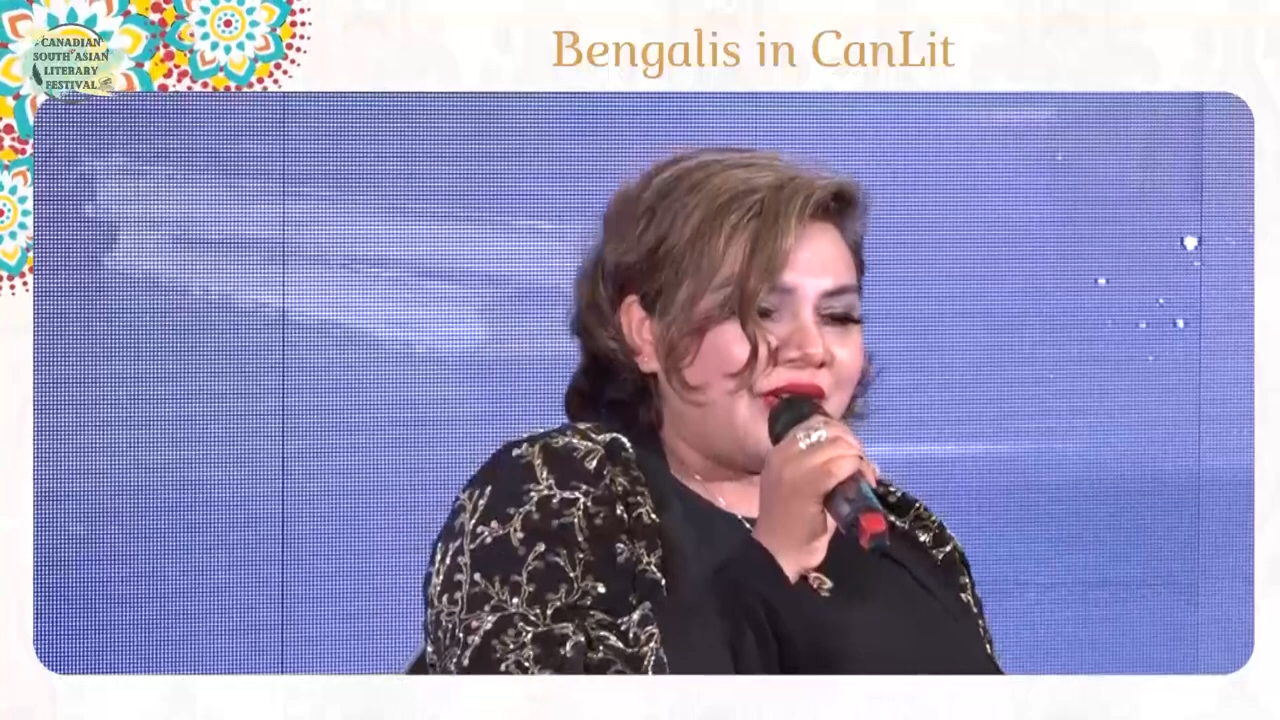 Bengalis in CanLit
CANADIAN
SOUTH ASIAN
LITERARY
FESTIVAL